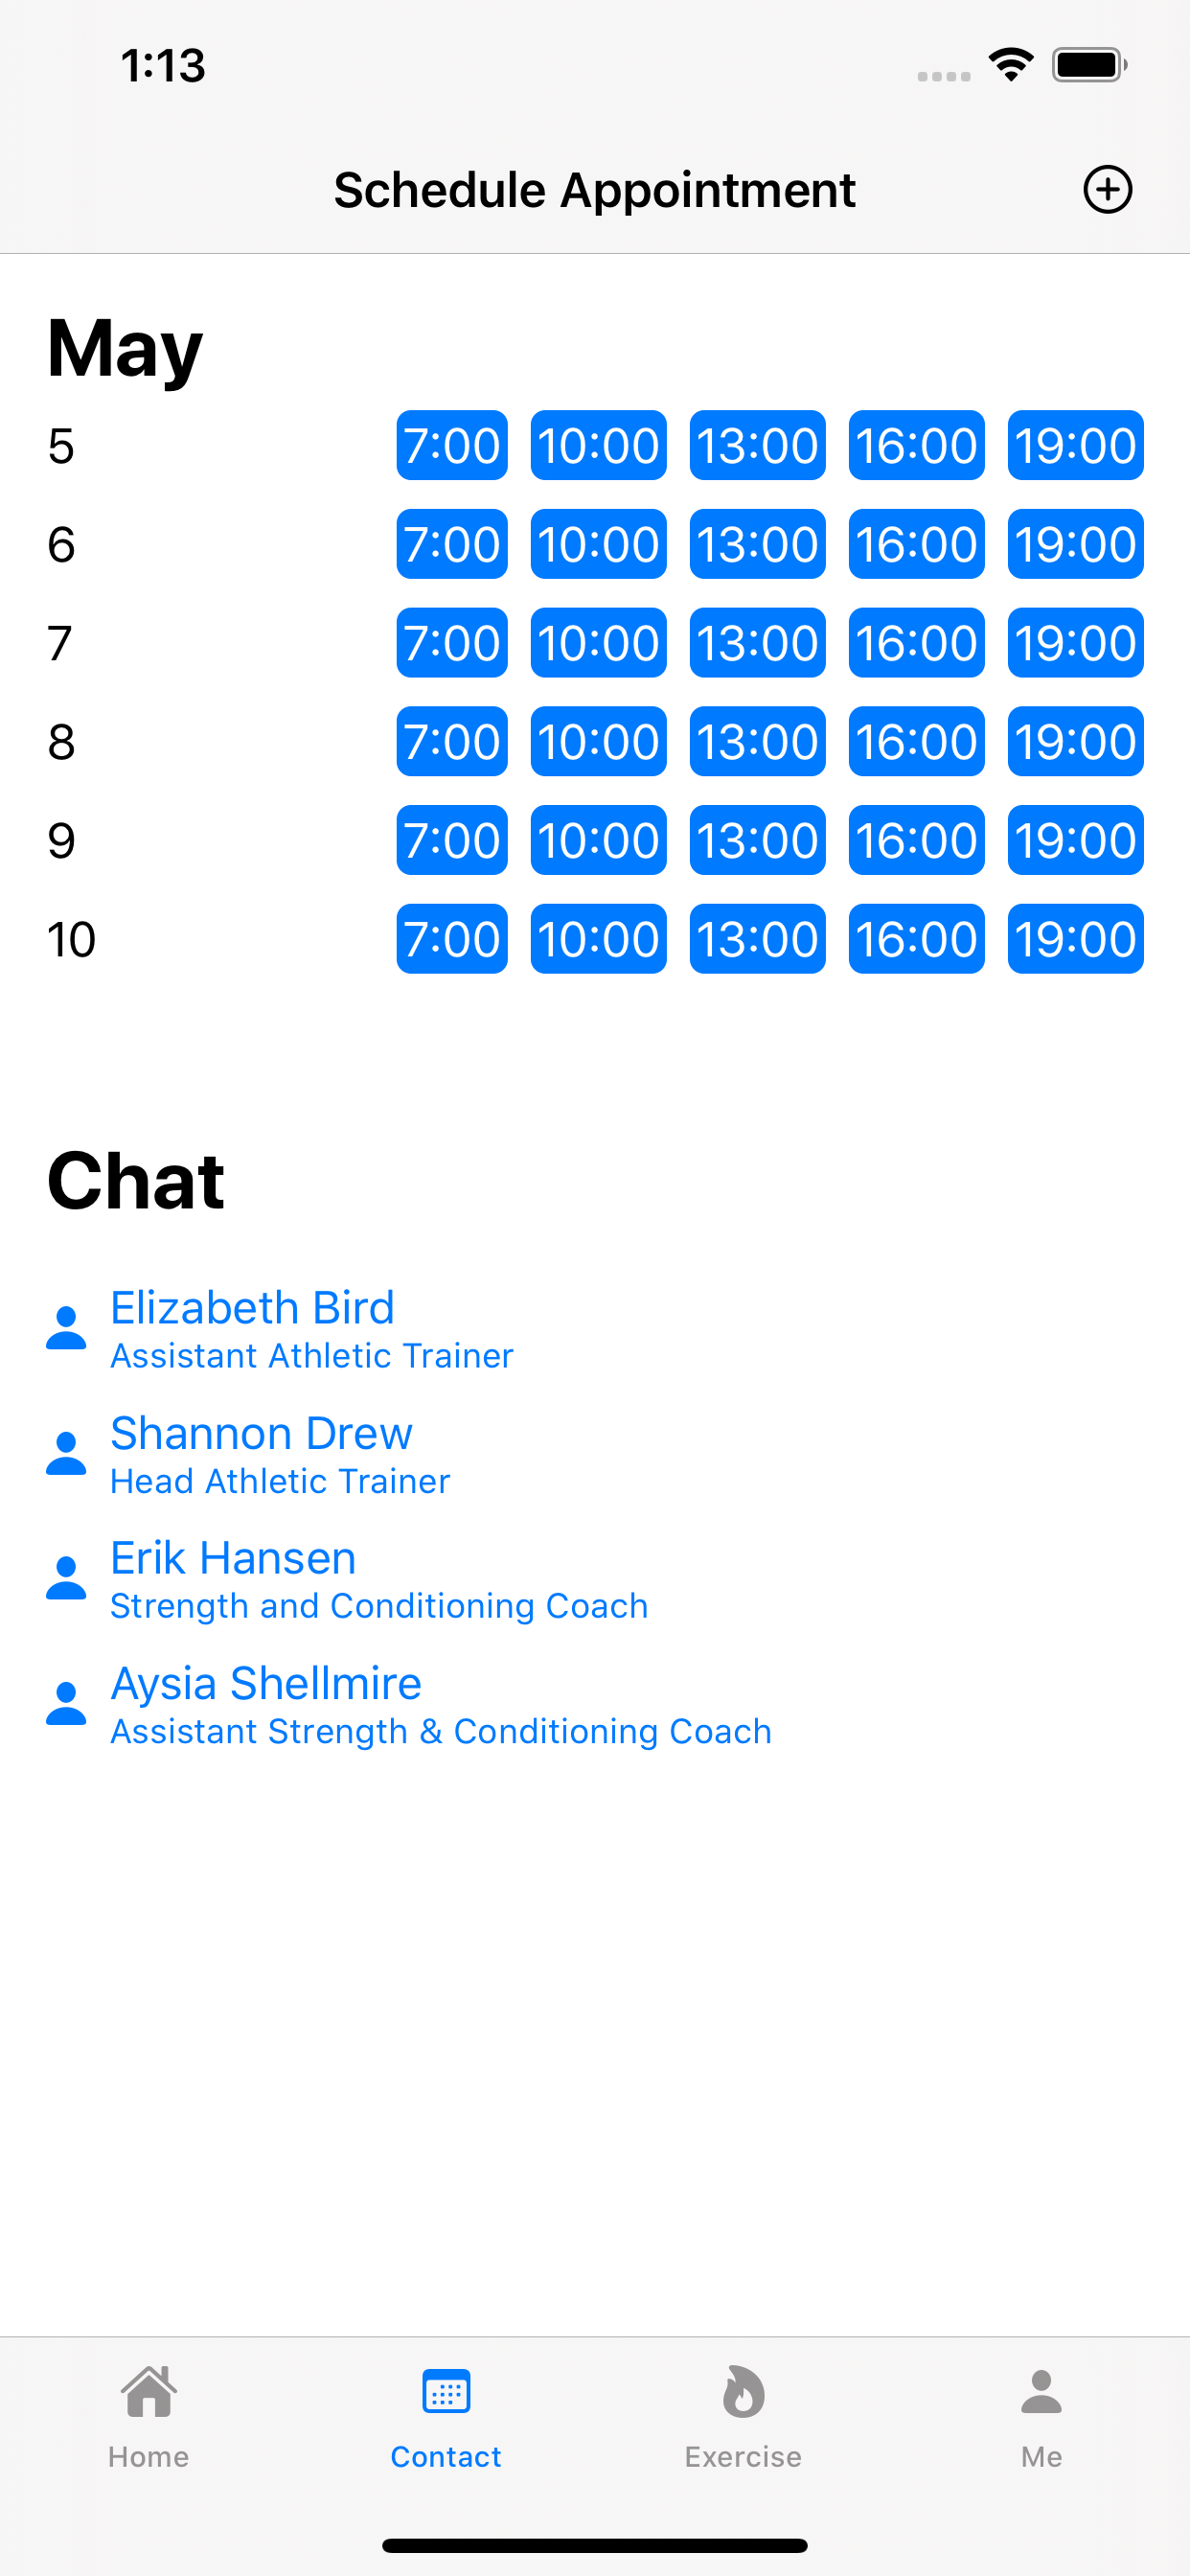 1:13
Schedule Appointment
May
5 7:00 10:00 13:00 16:00 19:00
6 7:00 10:00 13:00 16:00 19:00
7 7:00 10:00 13:00 16:00 19:00
8 7:00 10:00 13:00 16:00 19:00
9 7:00 10:00 13:00 16:00 19:00
10 7:00 10:00 13:00 16:00 19:00
Chat
Elizabeth Bird
Assistant Athletic Trainer
Shannon Drew
Head Athletic Trainer
Erik Hansen
Strength and Conditioning Coach
Aysia Shellmire
Assistant Strength & Conditioning Coach
Home Contact Exercise Me